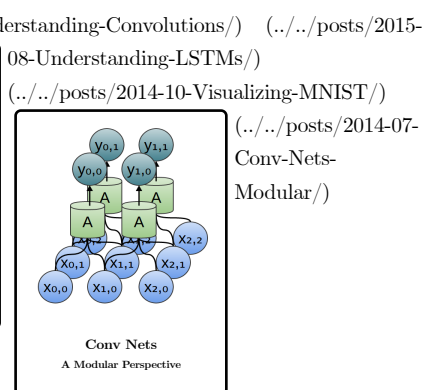 derstanding-Convolutions/) (../../posts/2015-
08-Understanding-LSTMs/)
(../../posts/2014-10-Visualizing-MNIST/)
(../../posts/2014-07-
Conv-Nets-
Modular/)
y₀,₁ y₁,₁
y₀,₀ y₁,₀
A A
A A
x₂,₂
x₀,₁ x₁,₁ x₂,₁
x₀,₀ x₁,₀ x₂,₀
Conv Nets
A Modular Perspective